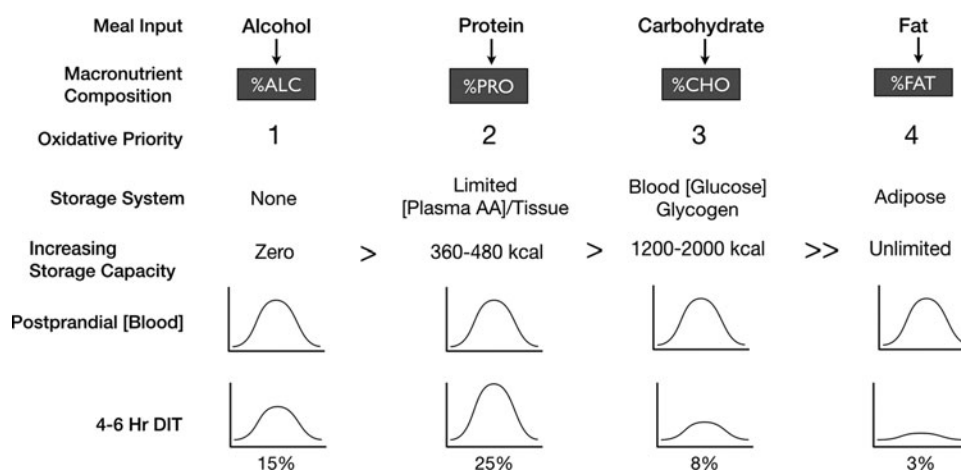 Meal Input Alcohol Protein Carbohydrate Fat
Macronutrient
Composition
%ALC %PRO %CHO %FAT
Oxidative Priority 1 2 3 4
Storage System None
Limited
[Plasma AA]/Tissue
Blood [Glucose]
Glycogen
Adipose
Increasing
Storage Capacity
Zero > 360-480 kcal > 1200-2000 kcal >> Unlimited
Postprandial [Blood]
4-6 Hr DIT
15% 25% 8% 3%